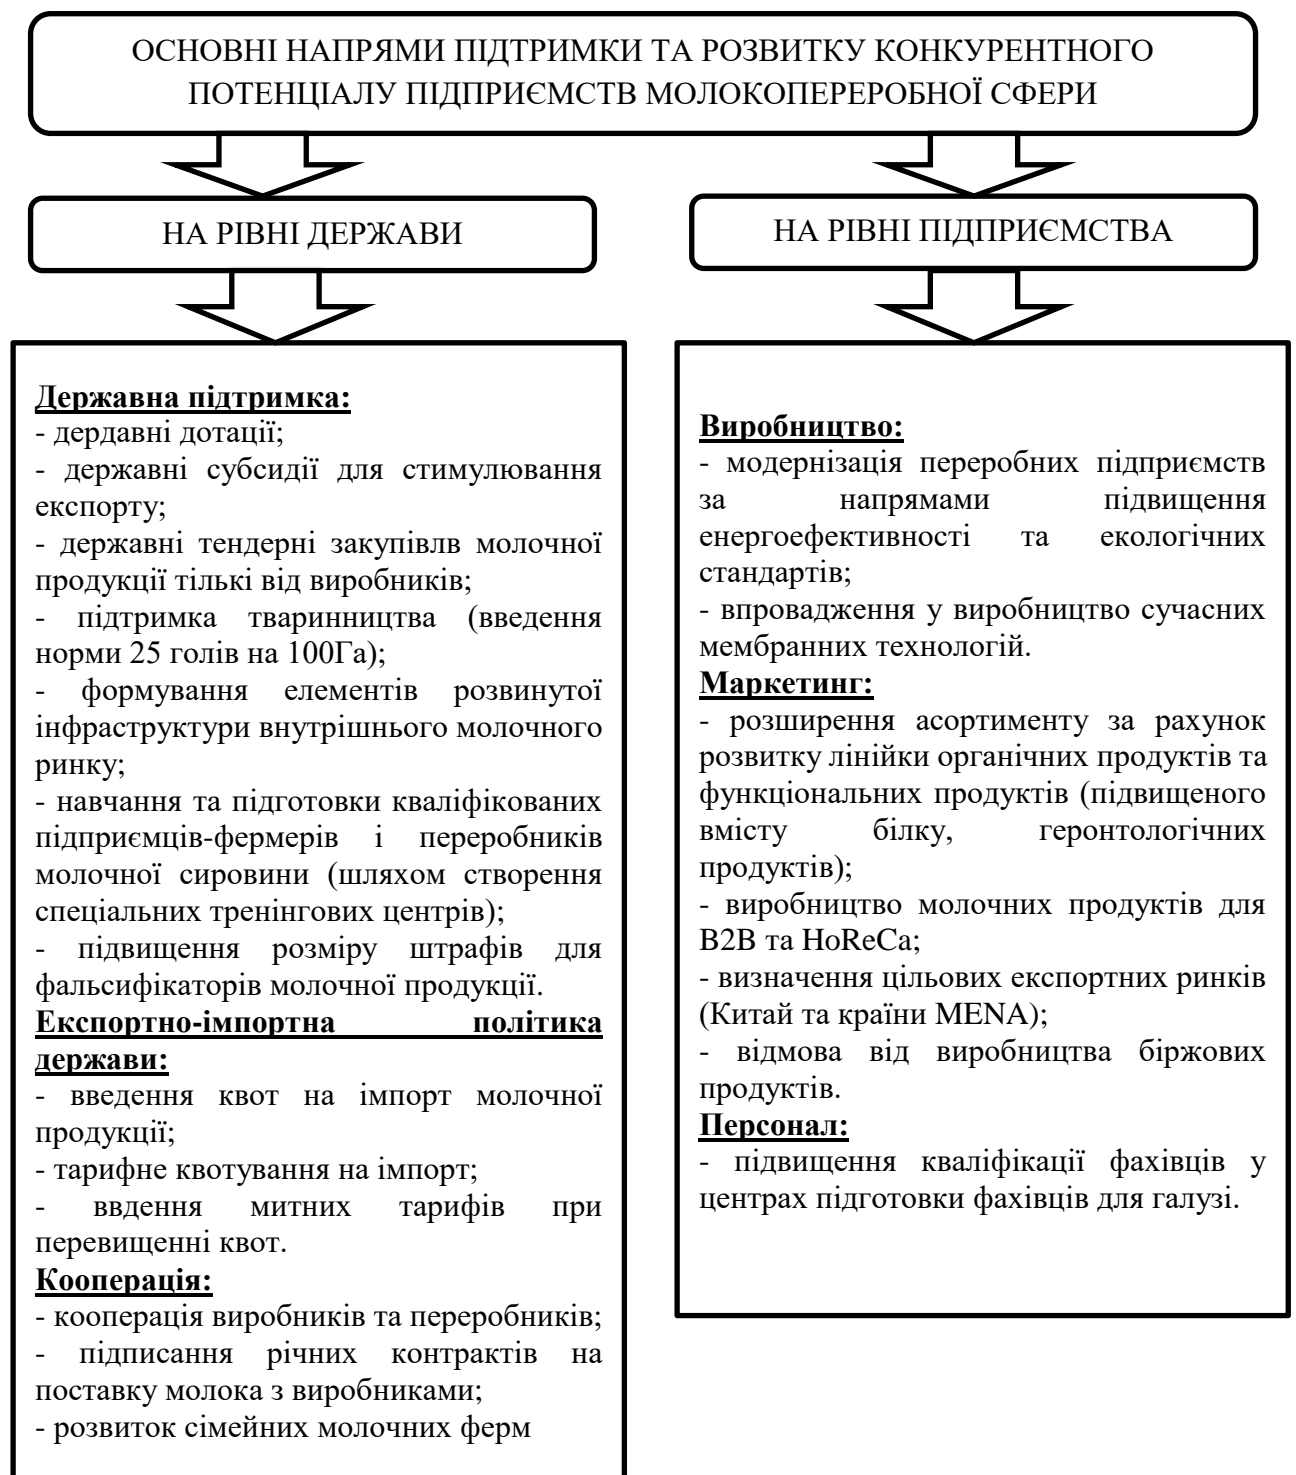 ОСНОВНІ НАПРЯМИ ПІДТРИМКИ ТА РОЗВИТКУ КОНКУРЕНТНОГО
ПОТЕНЦІАЛУ ПІДПРИЄМСТВ МОЛОКОПЕРЕРОБНОЇ СФЕРИ
НА РІВНІ ДЕРЖАВИ
Державна підтримка:
- дердавні дотації;
- державні субсидії для стимулювання
експорту;
- державні тендерні закупівлв молочної
продукції тількі від виробників;
- підтримка тваринництва (введення
норми 25 голів на 100Га);
- формування елементів розвинутої
інфраструктури внутрішнього молочного
ринку;
- навчання та підготовки кваліфікованих
підприємців-фермерів і переробників
молочної сировини (шляхом створення
спеціальних тренінгових центрів);
- підвищення розміру штрафів для
фальсифікаторів молочної продукції.
Експортно-імпортна політика
держави:
- введення квот на імпорт молочної
продукції;
- тарифне квотування на імпорт;
- ввдення митних тарифів при
перевищенні квот.
Кооперація:
- кооперація виробників та переробників;
- підписання річних контрактів на
поставку молока з виробниками;
- розвиток сімейних молочних ферм
НА РІВНІ ПІДПРИЄМСТВА
Виробництво:
- модернізація переробних підприємств
за напрямами підвищення
енергоефективності та екологічних
стандартів;
- впровадження у виробництво сучасних
мембранних технологій.
Маркетинг:
- розширення асортименту за рахунок
розвитку лінійки органічних продуктів та
функціональних продуктів (підвищеного
вмісту білку, геронтологічних
продуктів);
- виробництво молочних продуктів для
B2B та HoReCa;
- визначення цільових експортних ринків
(Китай та країни MENA);
- відмова від виробництва біржових
продуктів.
Персонал:
- підвищення кваліфікації фахівців у
центрах підготовки фахівців для галузі.